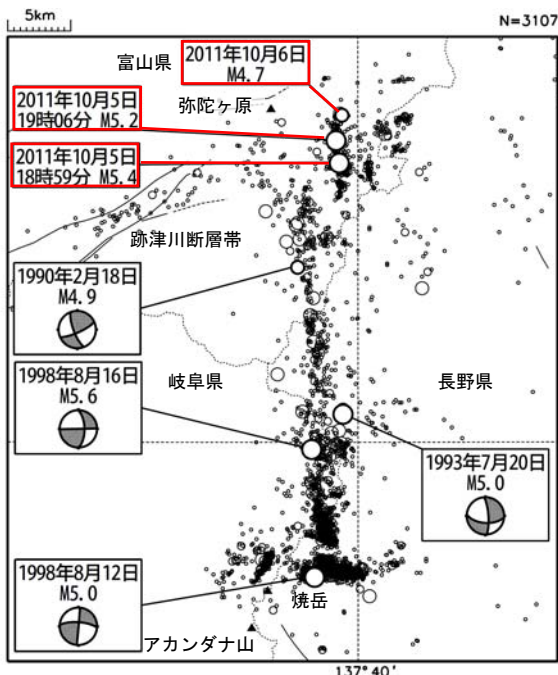 5km
N=3107
富山県
2011年10月6日
M4.7
2011年10月5日
19時06分 M5.2
弥陀ヶ原
2011年10月5日
18時59分 M5.4
跡津川断層帯
1990年2月18日
M4.9
岐阜県
長野県
1998年8月16日
M5.6
1993年7月20日
M5.0
1998年8月12日
M5.0
焼岳
アカンダナ山
137°40′